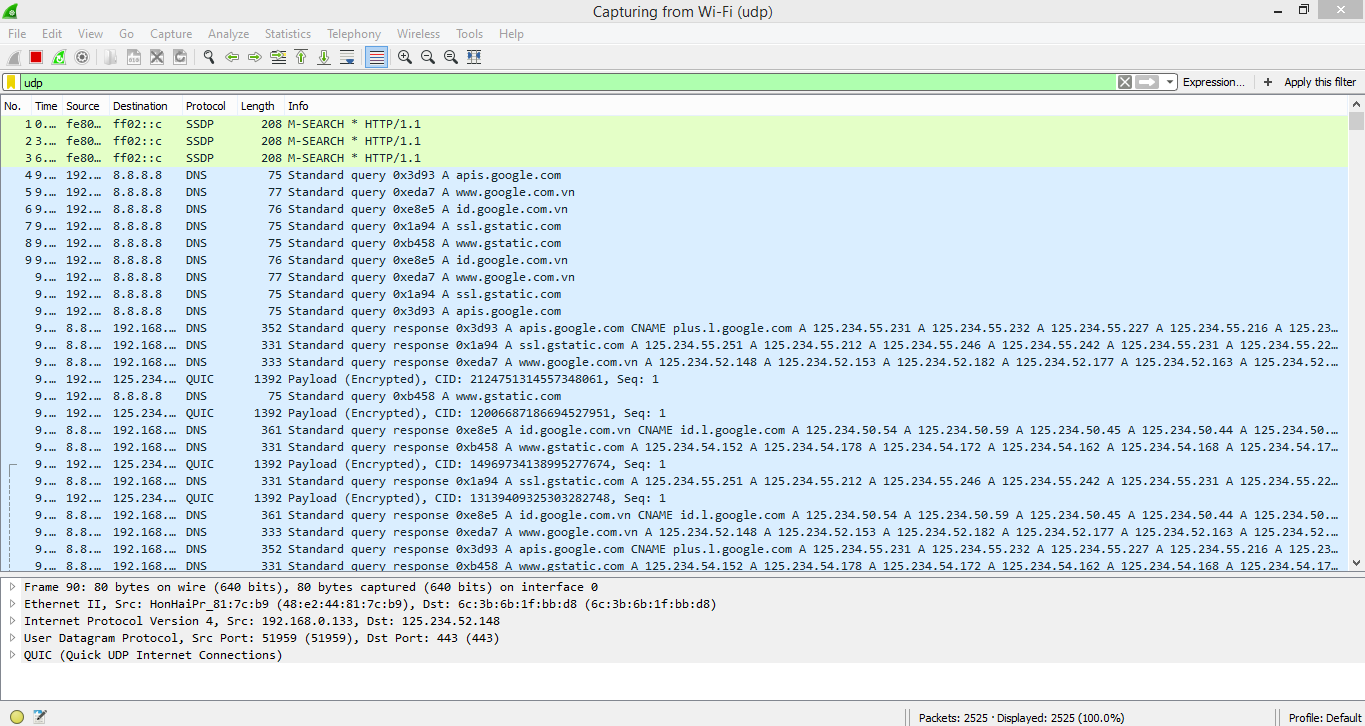 Capturing from Wi-Fi (udp)
File Edit View Go Capture Analyze Statistics Telephony Wireless Tools Help
udp Expression… + Apply this filter
No. Time Source Destination Protocol Length Info
1 0.… fe80… ff02::c SSDP 208 M-SEARCH * HTTP/1.1
2 3.… fe80… ff02::c SSDP 208 M-SEARCH * HTTP/1.1
3 6.… fe80… ff02::c SSDP 208 M-SEARCH * HTTP/1.1
4 9.… 192.… 8.8.8.8 DNS 75 Standard query 0x3d93 A apis.google.com
5 9.… 192.… 8.8.8.8 DNS 77 Standard query 0xeda7 A www.google.com.vn
6 9.… 192.… 8.8.8.8 DNS 76 Standard query 0xe8e5 A id.google.com.vn
7 9.… 192.… 8.8.8.8 DNS 75 Standard query 0x1a94 A ssl.gstatic.com
8 9.… 192.… 8.8.8.8 DNS 75 Standard query 0xb458 A www.gstatic.com
9 9.… 192.… 8.8.8.8 DNS 76 Standard query 0xe8e5 A id.google.com.vn
9.… 192.… 8.8.8.8 DNS 77 Standard query 0xeda7 A www.google.com.vn
9.… 192.… 8.8.8.8 DNS 75 Standard query 0x1a94 A ssl.gstatic.com
9.… 192.… 8.8.8.8 DNS 75 Standard query 0x3d93 A apis.google.com
9.… 8.8.… 192.168.… DNS 352 Standard query response 0x3d93 A apis.google.com CNAME plus.l.google.com A 125.234.55.231 A 125.234.55.232 A 125.234.55.227 A 125.234.55.216 A 125.23…
9.… 8.8.… 192.168.… DNS 331 Standard query response 0x1a94 A ssl.gstatic.com A 125.234.55.251 A 125.234.55.212 A 125.234.55.246 A 125.234.55.242 A 125.234.55.231 A 125.234.55.22…
9.… 8.8.… 192.168.… DNS 333 Standard query response 0xeda7 A www.google.com.vn A 125.234.52.148 A 125.234.52.153 A 125.234.52.182 A 125.234.52.177 A 125.234.52.163 A 125.234.52.…
9.… 192.… 125.234.… QUIC 1392 Payload (Encrypted), CID: 2124751314557348061, Seq: 1
9.… 192.… 8.8.8.8 DNS 75 Standard query 0xb458 A www.gstatic.com
9.… 192.… 125.234.… QUIC 1392 Payload (Encrypted), CID: 12006687186694527951, Seq: 1
9.… 8.8.… 192.168.… DNS 361 Standard query response 0xe8e5 A id.google.com.vn CNAME id.l.google.com A 125.234.50.54 A 125.234.50.59 A 125.234.50.45 A 125.234.50.44 A 125.234.50.…
9.… 8.8.… 192.168.… DNS 331 Standard query response 0xb458 A www.gstatic.com A 125.234.54.152 A 125.234.54.178 A 125.234.54.172 A 125.234.54.162 A 125.234.54.168 A 125.234.54.17…
9.… 192.… 125.234.… QUIC 1392 Payload (Encrypted), CID: 14969734138995277674, Seq: 1
9.… 8.8.… 192.168.… DNS 331 Standard query response 0x1a94 A ssl.gstatic.com A 125.234.55.251 A 125.234.55.212 A 125.234.55.246 A 125.234.55.242 A 125.234.55.231 A 125.234.55.22…
9.… 192.… 125.234.… QUIC 1392 Payload (Encrypted), CID: 13139409325303282748, Seq: 1
9.… 8.8.… 192.168.… DNS 361 Standard query response 0xe8e5 A id.google.com.vn CNAME id.l.google.com A 125.234.50.54 A 125.234.50.59 A 125.234.50.45 A 125.234.50.44 A 125.234.50.…
9.… 8.8.… 192.168.… DNS 333 Standard query response 0xeda7 A www.google.com.vn A 125.234.52.148 A 125.234.52.153 A 125.234.52.182 A 125.234.52.177 A 125.234.52.163 A 125.234.52.…
9.… 8.8.… 192.168.… DNS 352 Standard query response 0x3d93 A apis.google.com CNAME plus.l.google.com A 125.234.55.231 A 125.234.55.232 A 125.234.55.227 A 125.234.55.216 A 125.23…
9.… 8.8.… 192.168.… DNS 331 Standard query response 0xb458 A www.gstatic.com A 125.234.54.152 A 125.234.54.178 A 125.234.54.172 A 125.234.54.162 A 125.234.54.168 A 125.234.54.17…
Frame 90: 80 bytes on wire (640 bits), 80 bytes captured (640 bits) on interface 0
Ethernet II, Src: HonHaiPr_81:7c:b9 (48:e2:44:81:7c:b9), Dst: 6c:3b:6b:1f:bb:d8 (6c:3b:6b:1f:bb:d8)
Internet Protocol Version 4, Src: 192.168.0.133, Dst: 125.234.52.148
User Datagram Protocol, Src Port: 51959 (51959), Dst Port: 443 (443)
QUIC (Quick UDP Internet Connections)
Packets: 2525 · Displayed: 2525 (100.0%) Profile: Default